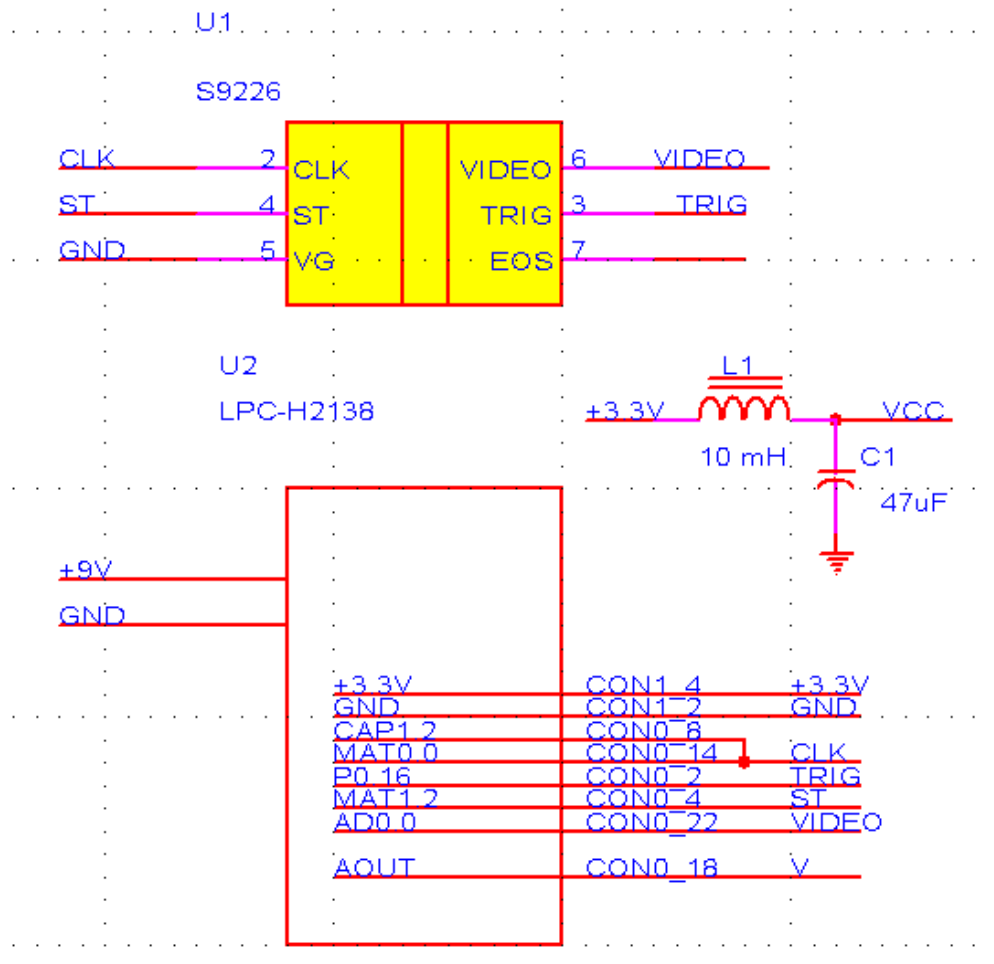 U1
S9226
CLK 2 CLK VIDEO 6 VIDEO
ST 4 ST TRIG 3 TRIG
GND 5 VG EOS 7
U2
LPC-H2138
L1
+3.3V VCC
10 mH C1
47uF
+9V
GND
+3.3V CON1_4 +3.3V
GND CON1_2 GND
CAP1.2 CON0_8
MAT0.0 CON0_14 CLK
P0.16 CON0_2 TRIG
MAT1.2 CON0_4 ST
AD0.0 CON0_22 VIDEO
AOUT CON0_18 V